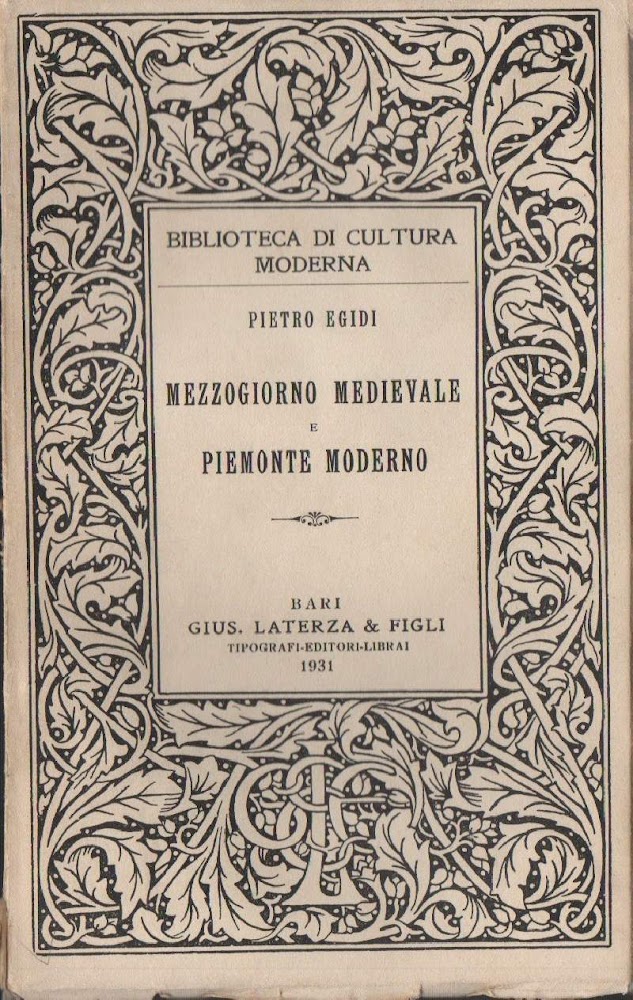 BIBLIOTECA DI CULTURA
MODERNA
PIETRO EGIDI
MEZZOGIORNO MEDIEVALE
E
PIEMONTE MODERNO
BARI
GIUS. LATERZA & FIGLI
TIPOGRAFI-EDITORI-LIBRAI
1931